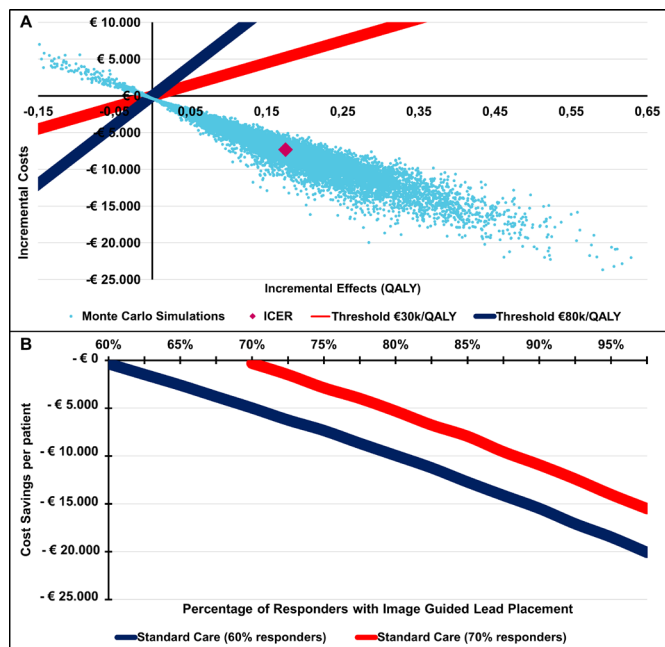 A
€ 10.000
€ 5.000
€ 0
-0,15 -0,05 0,05 0,15 0,25 0,35 0,45 0,55 0,65
-€ 5.000
-€ 10.000
-€ 15.000
-€ 20.000
-€ 25.000
Incremental Costs
Incremental Effects (QALY)
Monte Carlo Simulations ICER Threshold €30k/QALY Threshold €80k/QALY
B
60% 65% 70% 75% 80% 85% 90% 95%
- € 0
- € 5.000
- € 10.000
- € 15.000
- € 20.000
- € 25.000
Cost Savings per patient
Percentage of Responders with Image Guided Lead Placement
Standard Care (60% responders) Standard Care (70% responders)